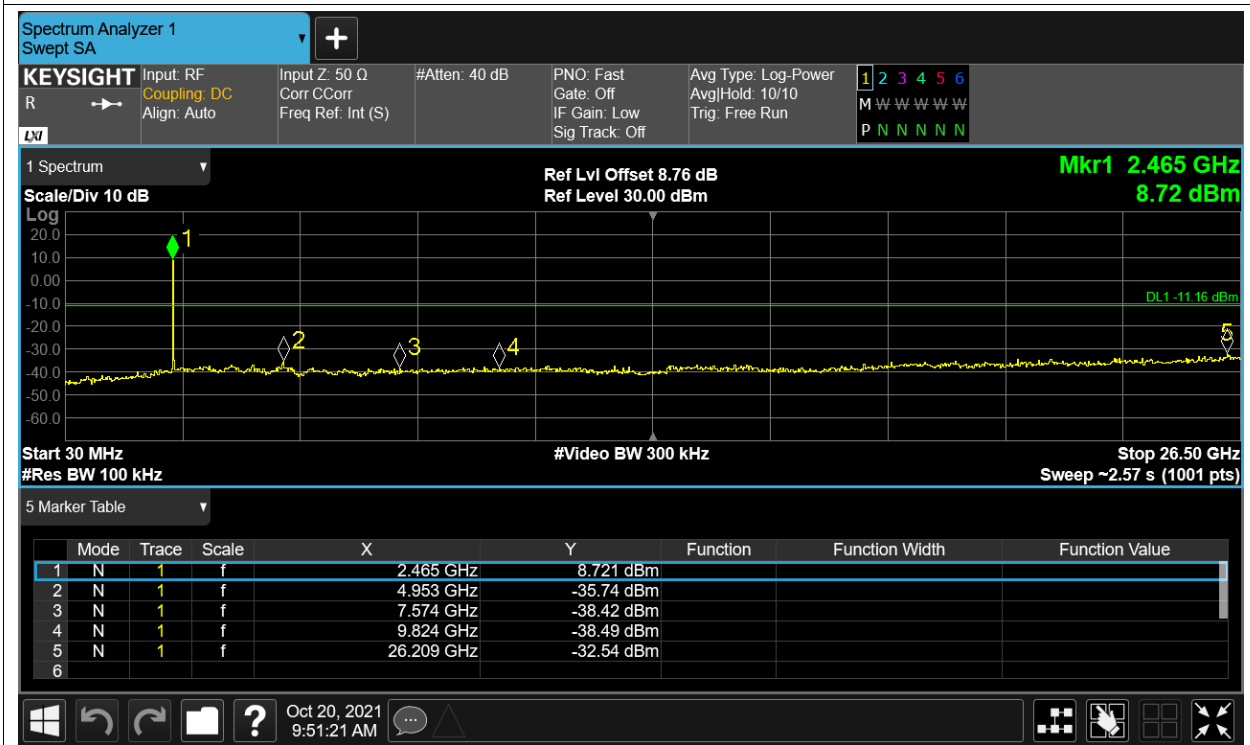 Spectrum Analyzer 1
Swept SA
KEYSIGHT
R
LXI
Input: RF
Coupling: DC
Align: Auto
Input Z: 50 Ω
Corr CCorr
Freq Ref: Int (S)
#Atten: 40 dB
PNO: Fast
Gate: Off
IF Gain: Low
Sig Track: Off
Avg Type: Log-Power
Avg|Hold: 10/10
Trig: Free Run
1 2 3 4 5 6
M W W W W W
P N N N N N
1 Spectrum
Scale/Div 10 dB
Ref Lvl Offset 8.76 dB
Ref Level 30.00 dBm
Mkr1 2.465 GHz
8.72 dBm
Log
20.0
10.0
0.00
-10.0
-20.0
-30.0
-40.0
-50.0
-60.0
1
2
3
4
5
DL1 -11.16 dBm
Start 30 MHz
#Video BW 300 kHz
Stop 26.50 GHz
#Res BW 100 kHz
Sweep ~2.57 s (1001 pts)
5 Marker Table
Mode Trace Scale X Y Function Function Width Function Value
1 N 1 f 2.465 GHz 8.721 dBm
2 N 1 f 4.953 GHz -35.74 dBm
3 N 1 f 7.574 GHz -38.42 dBm
4 N 1 f 9.824 GHz -38.49 dBm
5 N 1 f 26.209 GHz -32.54 dBm
6
?
Oct 20, 2021
9:51:21 AM